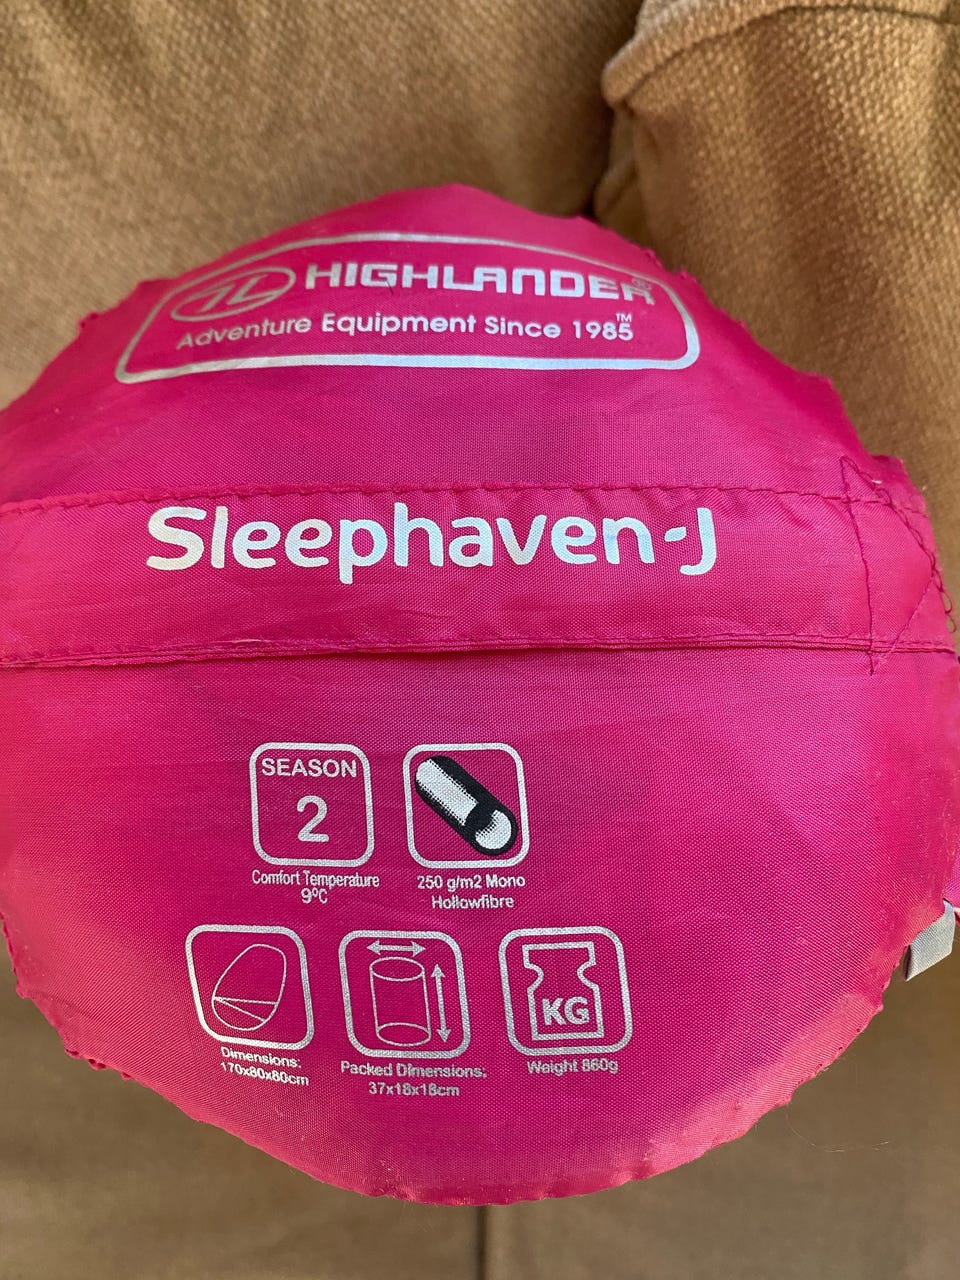 HIGHLANDER®
Adventure Equipment Since 1985™
Sleephaven-J
SEASON
2
Comfort Temperature
9ºC
250 g/m2 Mono
Hollowfibre
KG
Dimensions:
170x80x80cm
Packed Dimensions:
37x18x18cm
Weight 860g